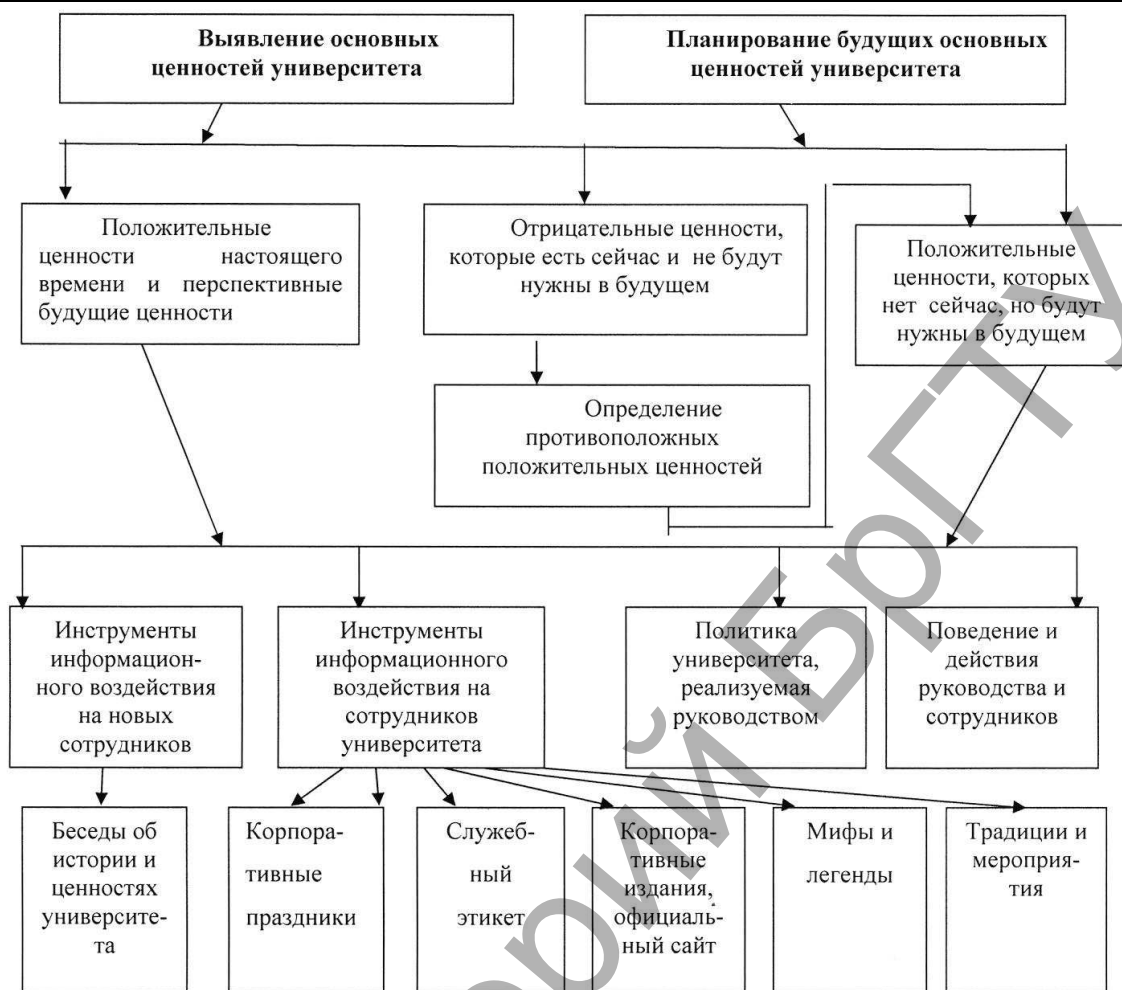 Выявление основных
ценностей университета
Планирование будущих основных
ценностей университета
Положительные
ценности настоящего
времени и перспективные
будущие ценности
Отрицательные ценности,
которые есть сейчас и не будут
нужны в будущем
Положительные
ценности, которых
нет сейчас, но будут
нужны в будущем
Определение
противоположных
положительных ценностей
Инструменты
информацион-
ного воздействия
на новых
сотрудников
Инструменты
информационного
воздействия на
сотрудников
университета
Политика
университета,
реализуемая
руководством
Поведение и
действия
руководства и
сотрудников
Беседы об
истории и
ценностях
университе-
та
Корпора-
тивные
праздники
Служеб-
ный
этикет
Корпора-
тивные
издания,
официаль-
ный сайт
Мифы и
легенды
Традиции и
мероприя-
тия
БрГТУ